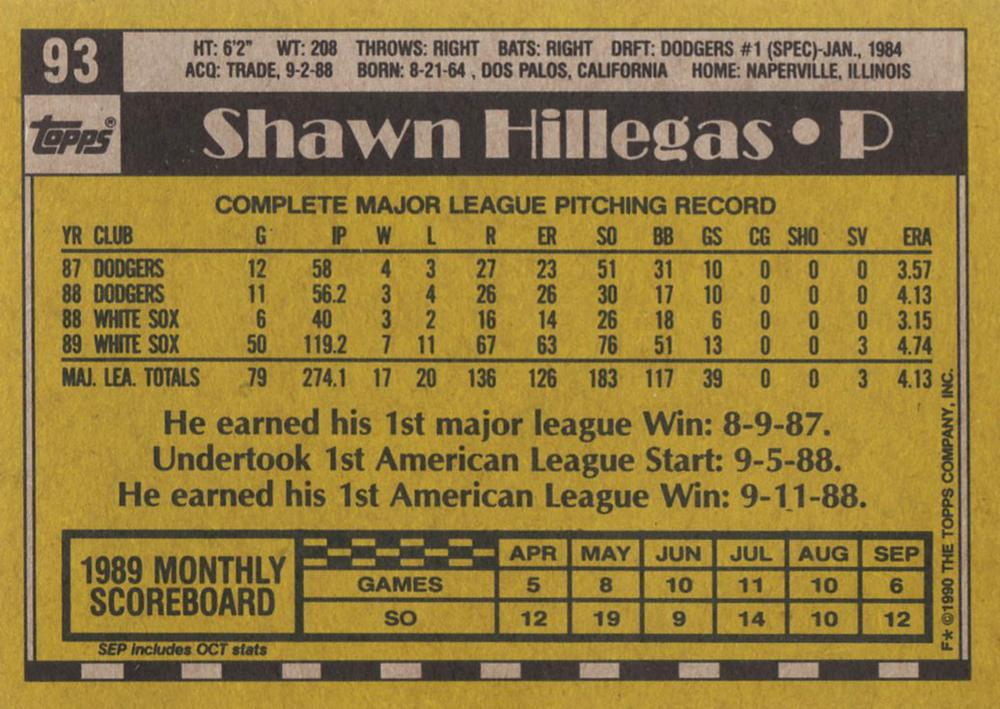 93
HT: 6'2" WT: 208 THROWS: RIGHT BATS: RIGHT DRFT: DODGERS #1 (SPEC)-JAN., 1984
ACQ: TRADE, 9-2-88 BORN: 8-21-64 , DOS PALOS, CALIFORNIA HOME: NAPERVILLE, ILLINOIS
Topps®
Shawn Hillegas • P
COMPLETE MAJOR LEAGUE PITCHING RECORD
YR CLUB G IP W L R ER SO BB GS CG SHO SV ERA
87 DODGERS 12 58 4 3 27 23 51 31 10 0 0 0 3.57
88 DODGERS 11 56.2 3 4 26 26 30 17 10 0 0 0 4.13
88 WHITE SOX 6 40 3 2 16 14 26 18 6 0 0 0 3.15
89 WHITE SOX 50 119.2 7 11 67 63 76 51 13 0 0 3 4.74
MAJ. LEA. TOTALS 79 274.1 17 20 136 126 183 117 39 0 0 3 4.13
He earned his 1st major league Win: 8-9-87.
Undertook 1st American League Start: 9-5-88.
He earned his 1st American League Win: 9-11-88.
1989 MONTHLY SCOREBOARD
APR MAY JUN JUL AUG SEP
GAMES 5 8 10 11 10 6
SO 12 19 9 14 10 12
SEP includes OCT stats
F* ©1990 THE TOPPS COMPANY, INC.